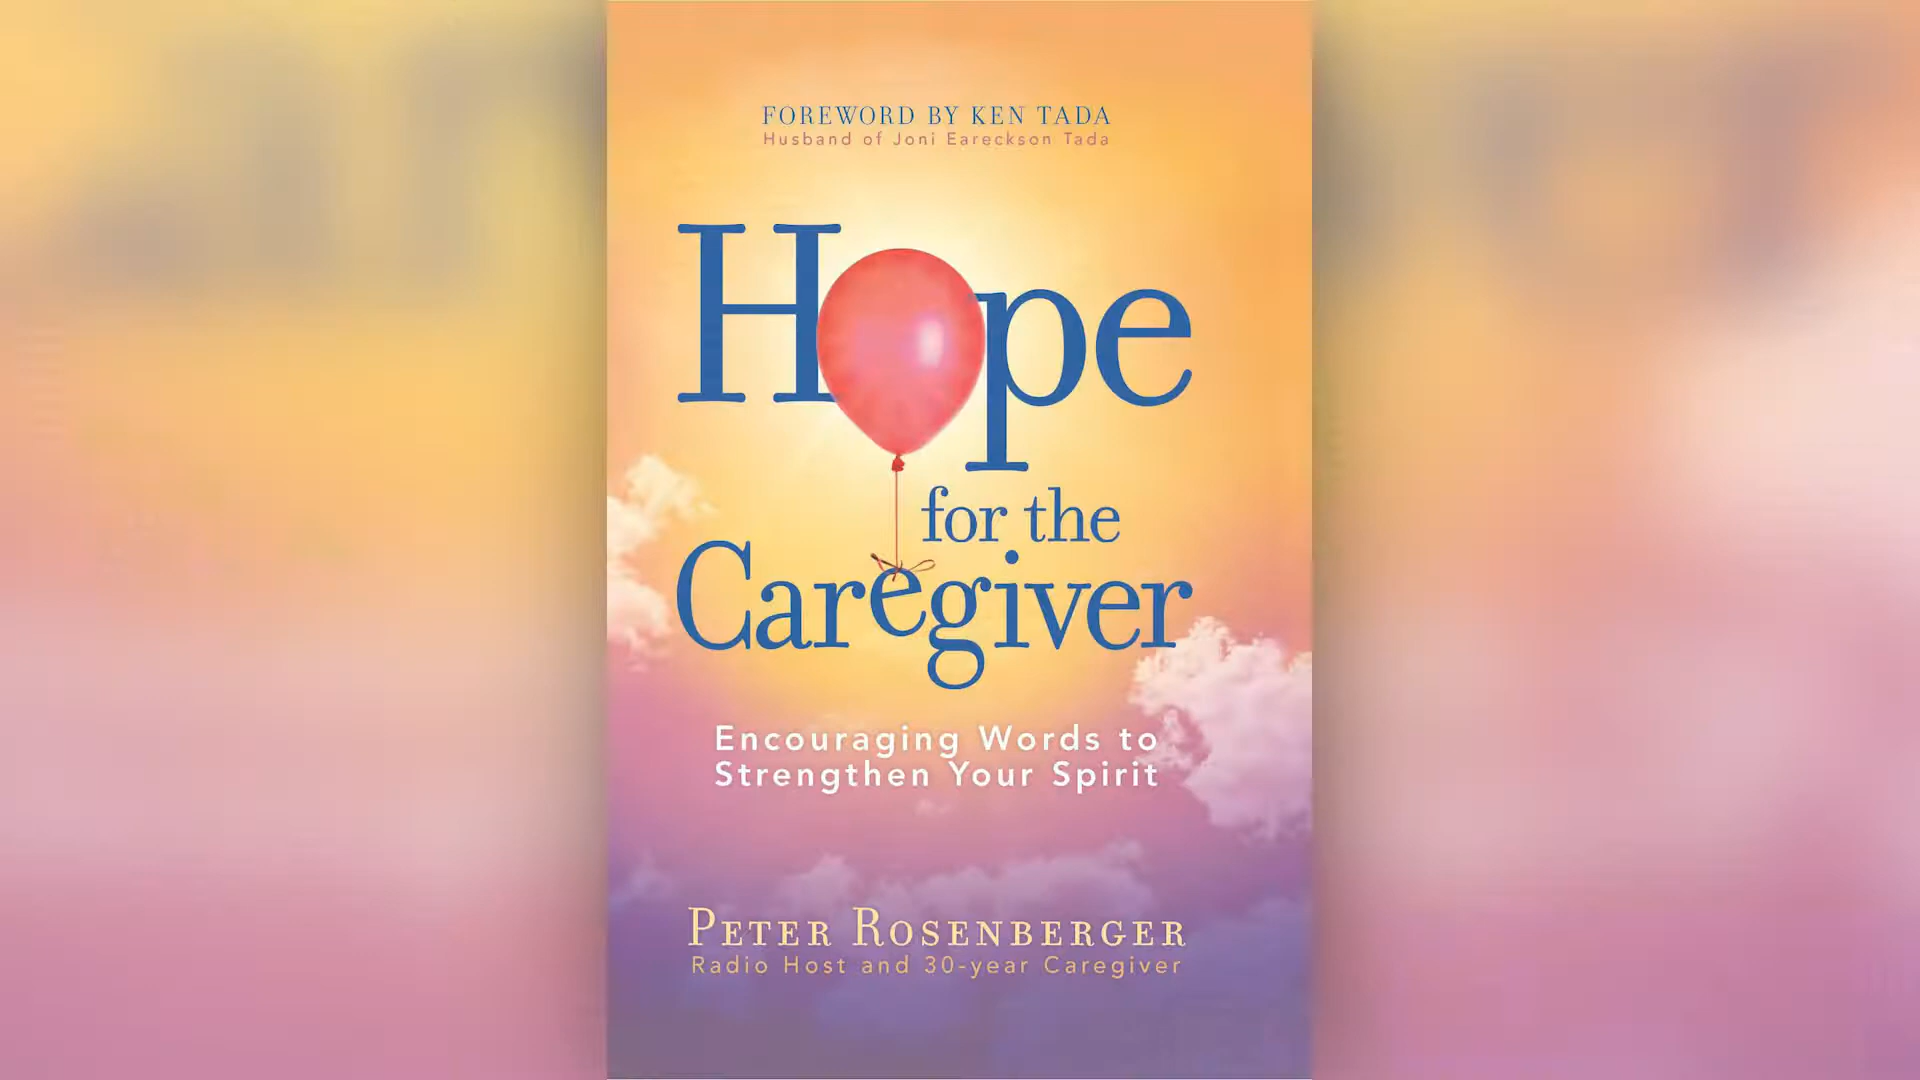 FOREWORD BY KEN TADA
Husband of Joni Eareckson Tada
Hope
for the
Caregiver
Encouraging Words to
Strengthen Your Spirit
PETER ROSENBERGER
Radio Host and 30-year Caregiver